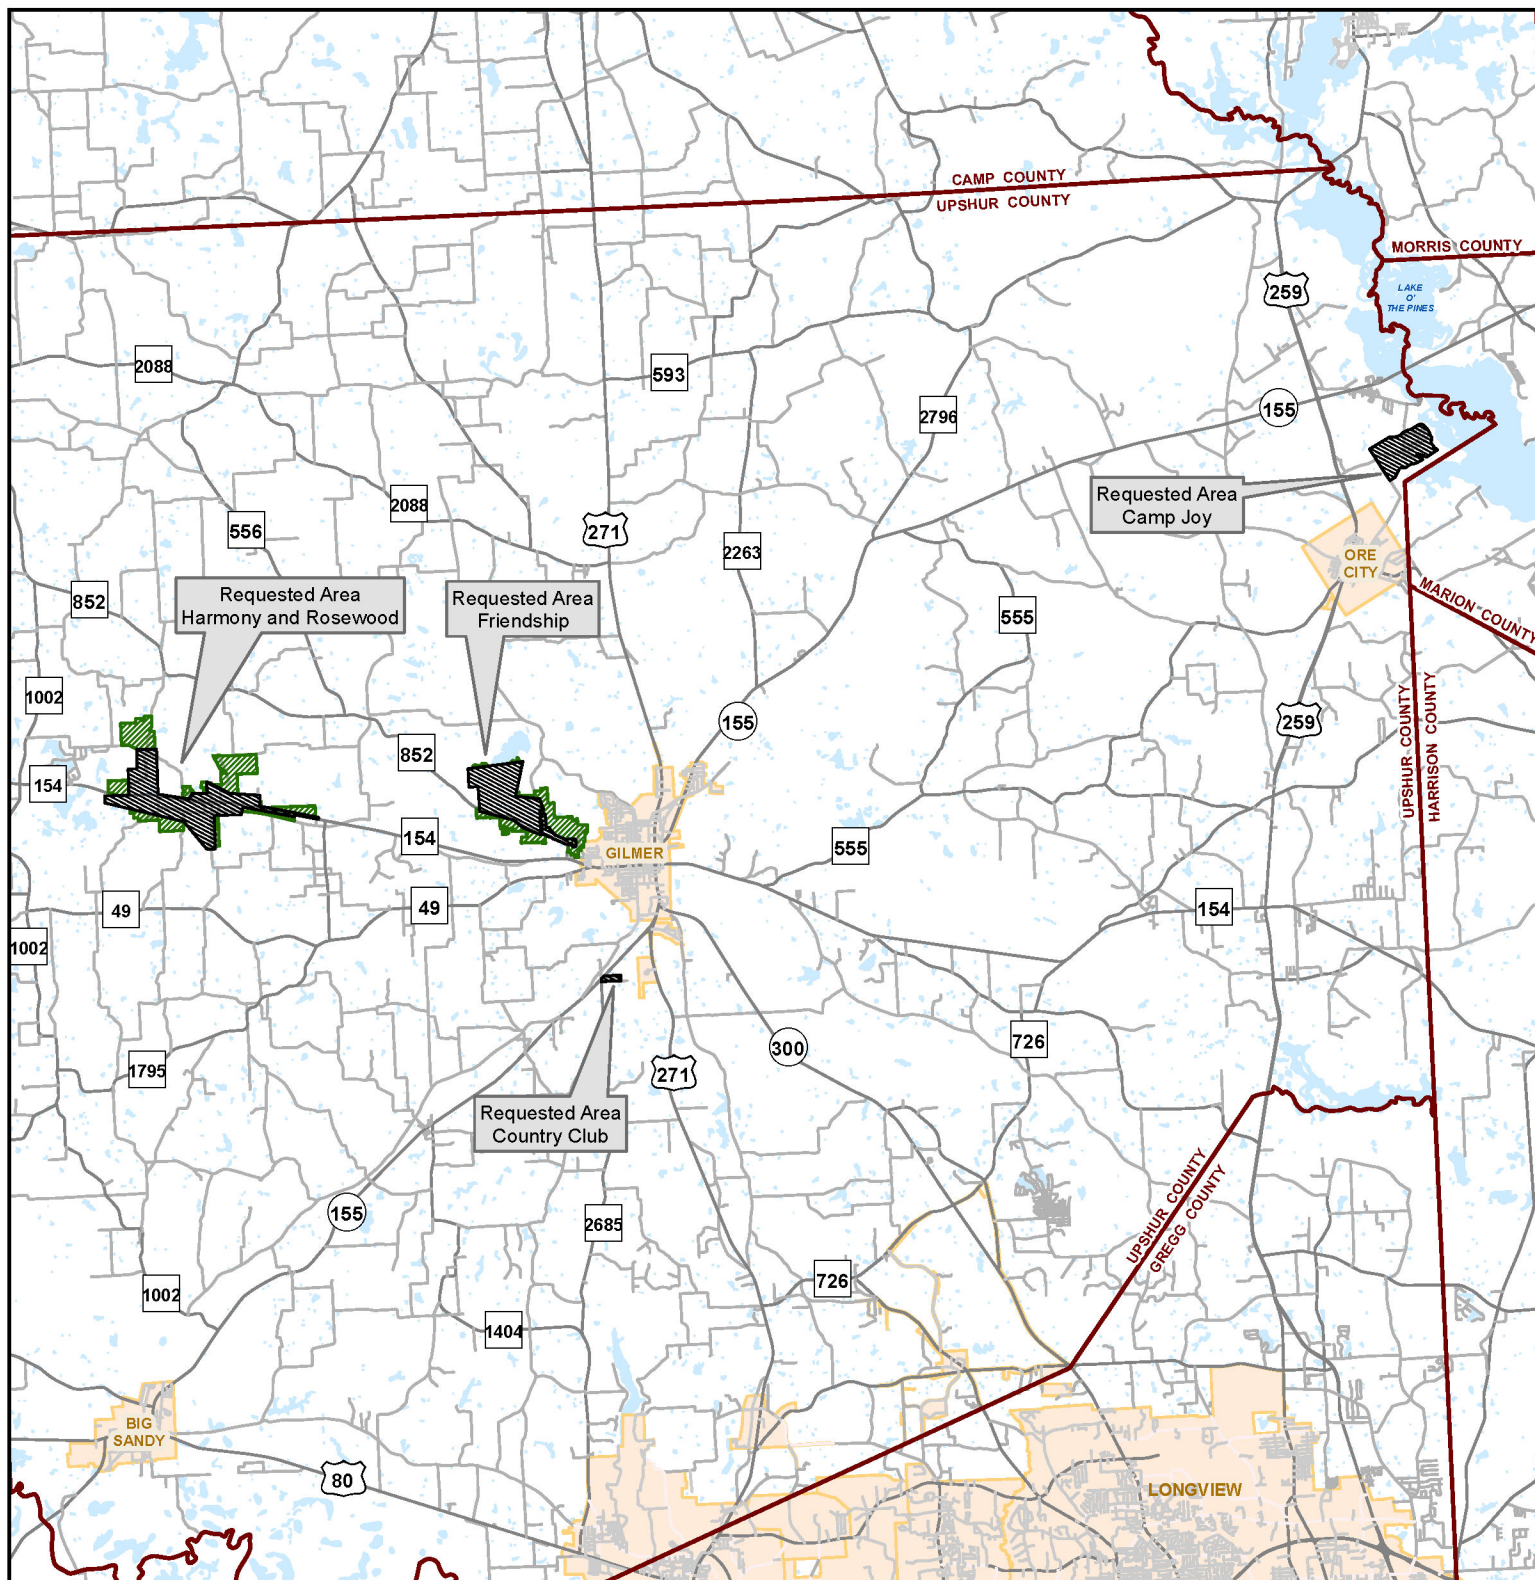 CAMP COUNTY
UPSHUR COUNTY
MORRIS COUNTY
259
LAKE
O'
THE PINES
2088
593
2796
155
Requested Area
Camp Joy
2088
556
271
2263
ORE
CITY
852
Requested Area
Harmony and Rosewood
Requested Area
Friendship
555
MARION COUNTY
1002
155
259
UPSHUR COUNTY
HARRISON COUNTY
852
154
154
GILMER
555
49
49
154
1002
300
726
1795
271
Requested Area
Country Club
155
2685
UPSHUR COUNTY
GREGG COUNTY
726
1002
1404
BIG
SANDY
80
LONGVIEW